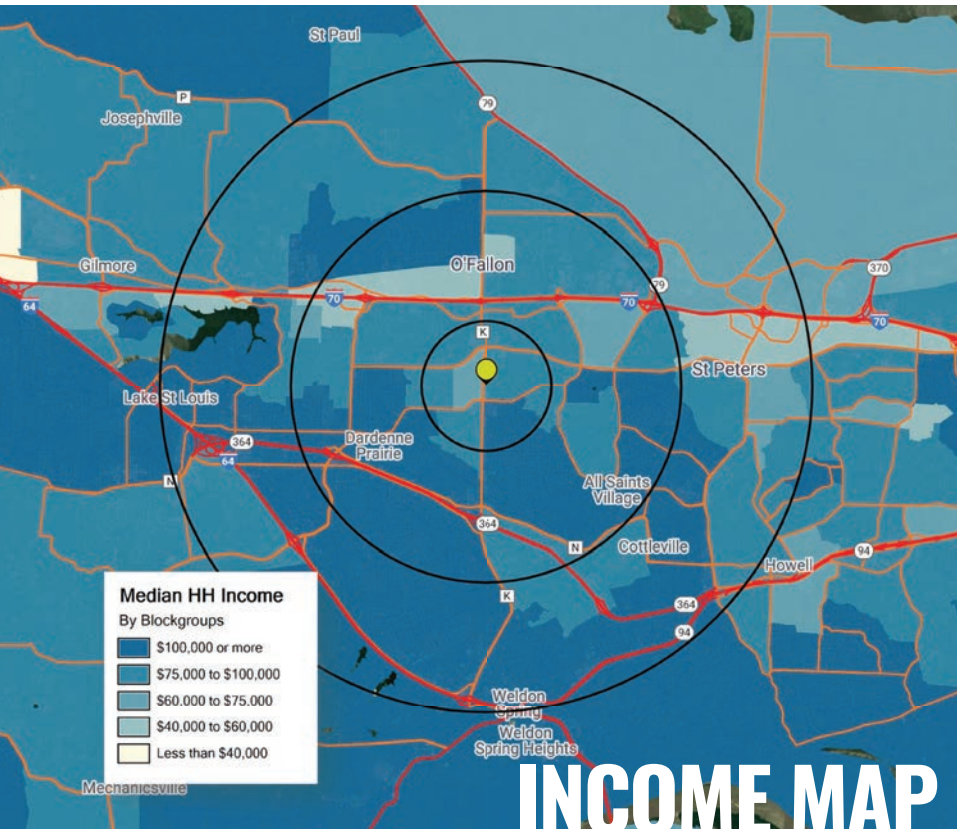 St Paul
79
P
Josephville
Gilmore
O'Fallon
79
370
64
70
70
70
K
St Peters
Lake St Louis
364
64
Dardenne
Prairie
N
All Saints
Village
364
N
Cottleville
94
Howell
K
364
94
Weldon
Spring
Weldon
Spring Heights
Mechanicsville
Median HH Income
By Blockgroups
$100,000 or more
$75,000 to $100,000
$60.000 to $75.000
$40,000 to $60,000
Less than $40,000
INCOME MAP